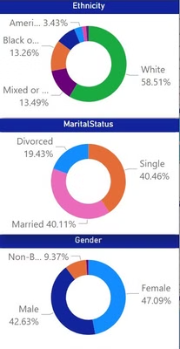 Ethnicity
Ameri... 3.43%
Black o...
13.26%
White
58.51%
Mixed or ...
13.49%
MaritalStatus
Divorced
19.43%
Single
40.46%
Married 40.11%
Gender
Non-B... 9.37%
Female
47.09%
Male
42.63%